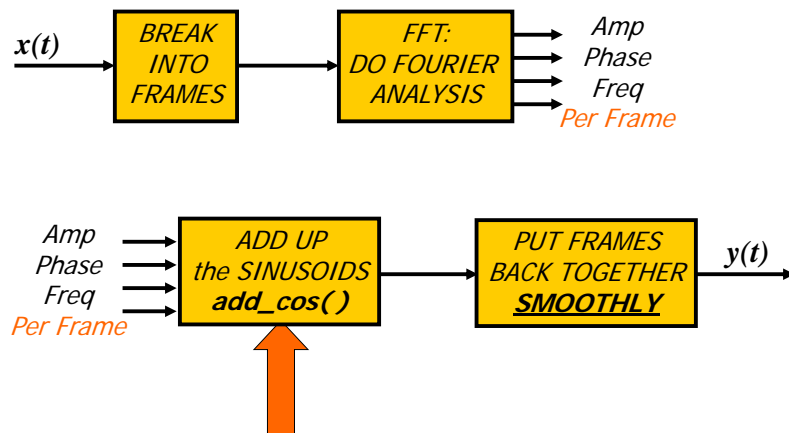 x(t)
BREAK
INTO
FRAMES
FFT:
DO FOURIER
ANALYSIS
Amp
Phase
Freq
Per Frame
Amp
Phase
Freq
Per Frame
ADD UP
the SINUSOIDS
add_cos()
PUT FRAMES
BACK TOGETHER
SMOOTHLY
y(t)